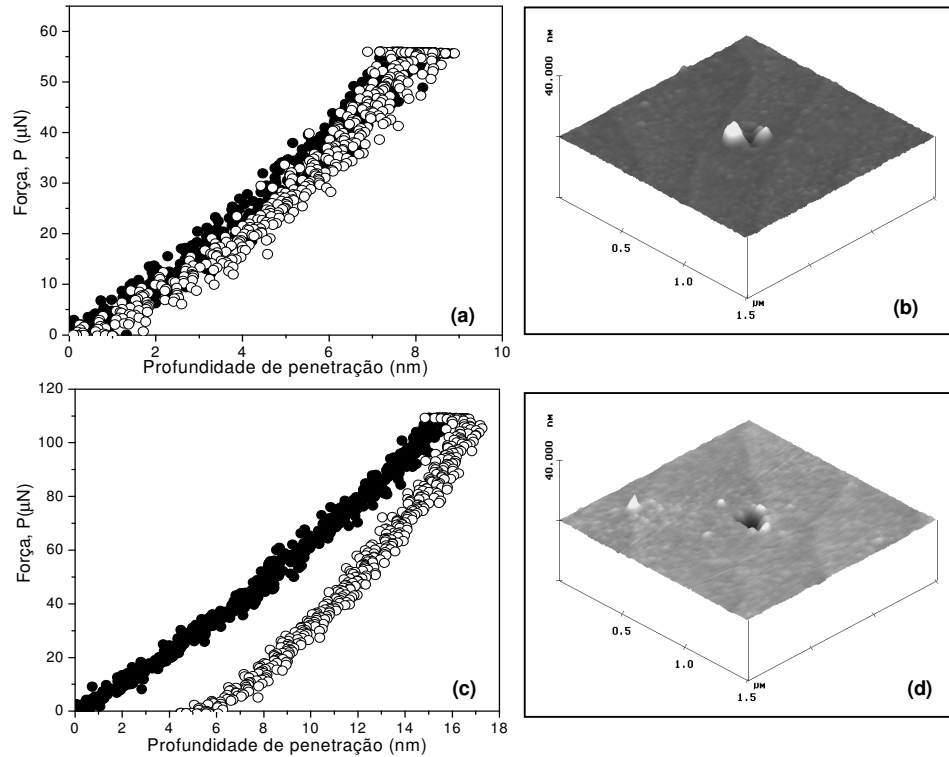 60
50
40
30
20
10
0
Força, P (µN)
0 2 4 6 8 10
Profundidade de penetração (nm)
(a)
40.000 nM
0.5
1.0
1.5
µM
(b)
120
100
80
60
40
20
0
Força, P(µN)
0 2 4 6 8 10 12 14 16 18
Profundidade de penetração (nm)
(c)
40.000 nM
0.5
1.0
1.5
µM
(d)